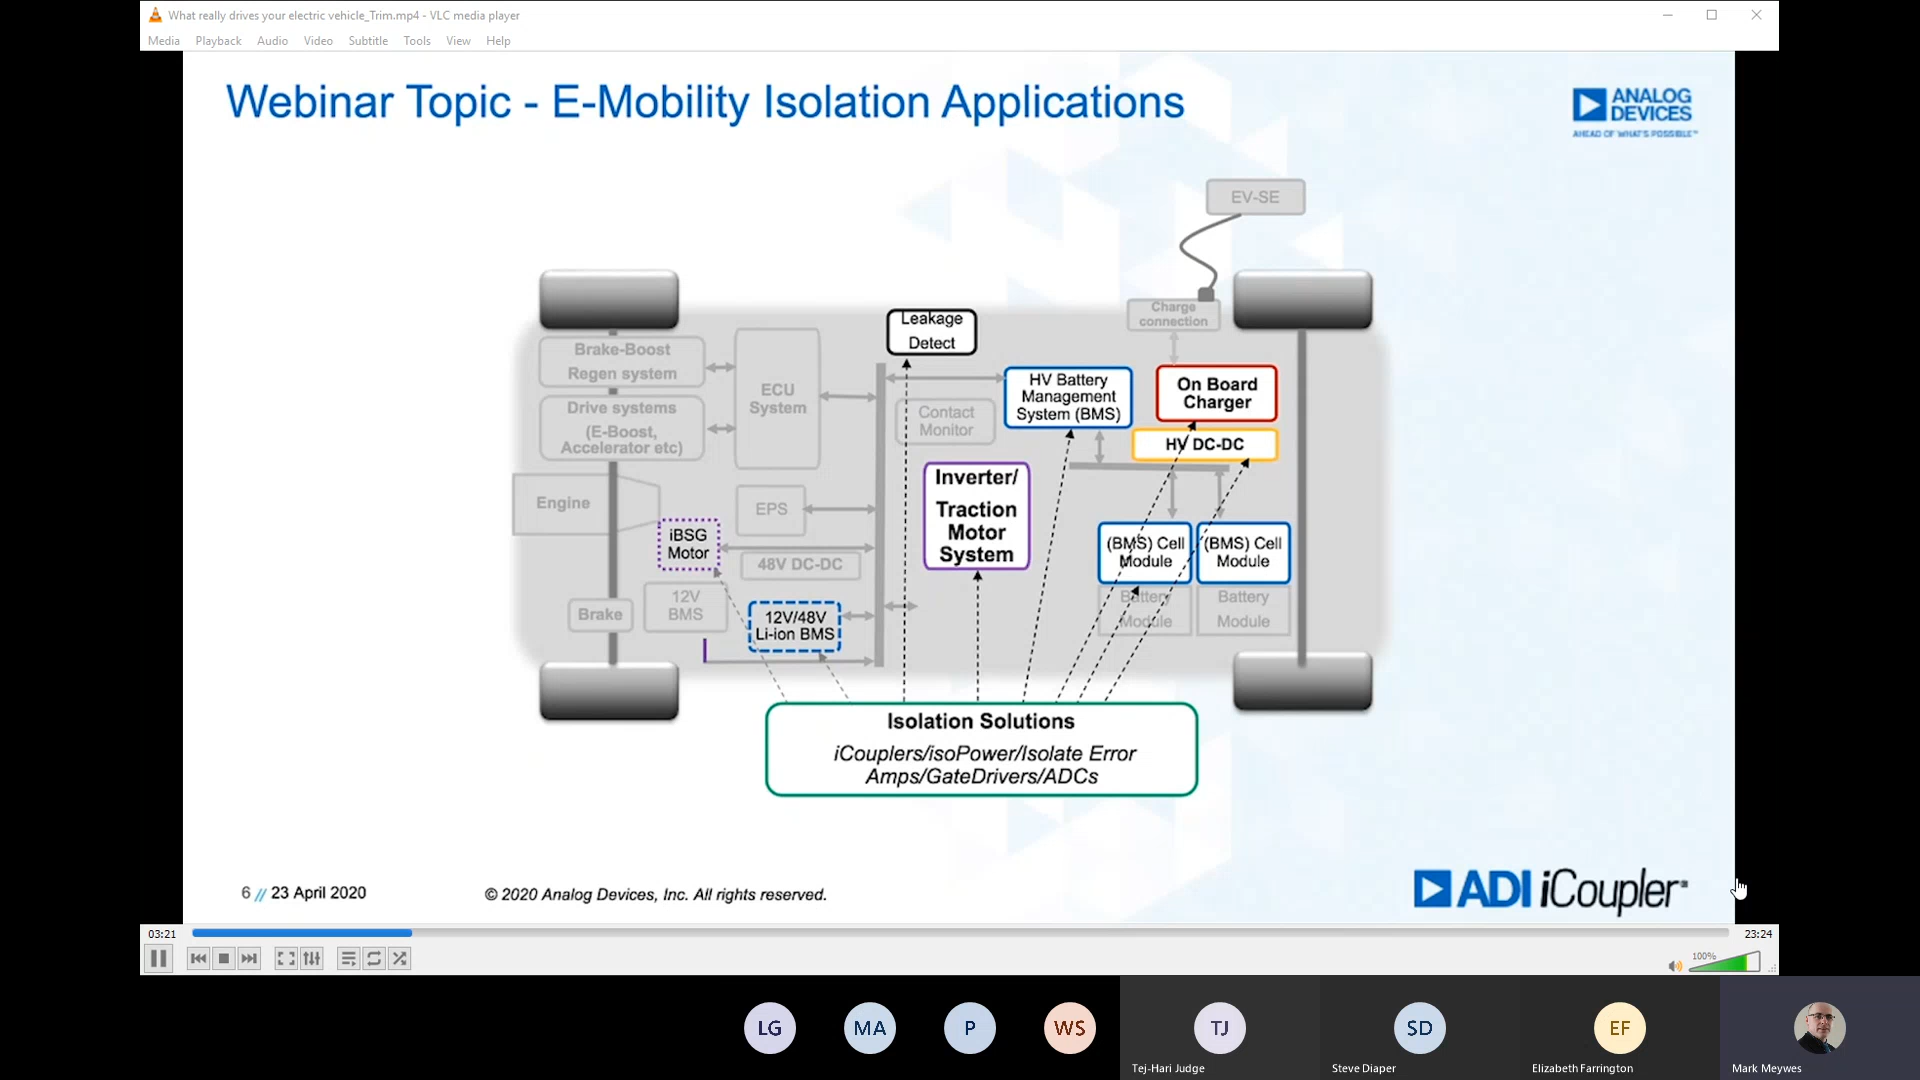 What really drives your electric vehicle_Trim.mp4 - VLC media player
Media Playback Audio Video Subtitle Tools View Help
Webinar Topic - E-Mobility Isolation Applications
ANALOG
DEVICES
AHEAD OF WHAT'S POSSIBLE™
EV-SE
Charge
connection
Leakage
Detect
Brake-Boost
Regen system
ECU
System
Drive systems
(E-Boost,
Accelerator etc)
HV Battery
Management
System (BMS)
On Board
Charger
Contact
Monitor
HV DC-DC
Inverter/
Traction
Motor
System
Engine
EPS
iBSG
Motor
48V DC-DC
(BMS) Cell
Module
(BMS) Cell
Module
12V
BMS
Brake
12V/48V
Li-ion BMS
Battery
Module
Battery
Module
Isolation Solutions
iCouplers/isoPower/Isolate Error
Amps/GateDrivers/ADCs
6 // 23 April 2020
© 2020 Analog Devices, Inc. All rights reserved.
ADI iCoupler®
03:21
23:24
100%
LG
MA
P
WS
TJ
Tej-Hari Judge
SD
Steve Diaper
EF
Elizabeth Farrington
Mark Meywes